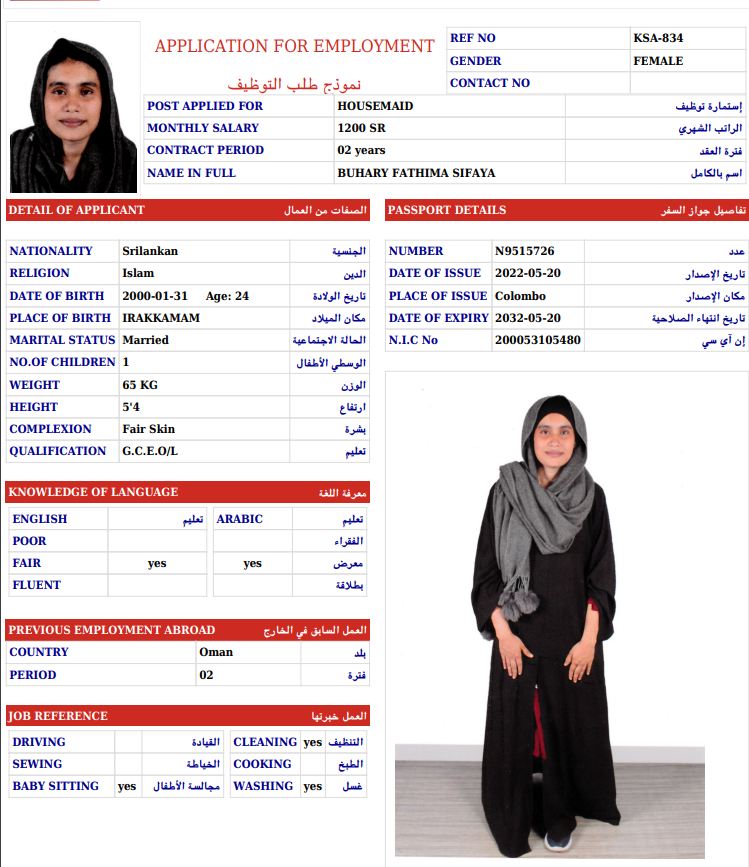 APPLICATION FOR EMPLOYMENT
نموذج طلب التوظيف
REF NO KSA-834
GENDER FEMALE
CONTACT NO
POST APPLIED FOR HOUSEMAID إستمارة توظيف
MONTHLY SALARY 1200 SR الراتب الشهري
CONTRACT PERIOD 02 years فترة العقد
NAME IN FULL BUHARY FATHIMA SIFAYA اسم بالكامل
DETAIL OF APPLICANT الصفات من العمال
NATIONALITY Srilankan الجنسية
RELIGION Islam الدين
DATE OF BIRTH 2000-01-31 Age: 24 تاريخ الولادة
PLACE OF BIRTH IRAKKAMAM مكان الميلاد
MARITAL STATUS Married الحالة الاجتماعية
NO.OF CHILDREN 1 الوسطي الأطفال
WEIGHT 65 KG الوزن
HEIGHT 5'4 ارتفاع
COMPLEXION Fair Skin بشرة
QUALIFICATION G.C.E.O/L تعليم
KNOWLEDGE OF LANGUAGE معرفة اللغة
ENGLISH تعليم ARABIC تعليم
POOR الفقراء
FAIR yes yes معرض
FLUENT بطلاقة
PREVIOUS EMPLOYMENT ABROAD العمل السابق في الخارج
COUNTRY Oman بلد
PERIOD 02 فترة
JOB REFERENCE العمل خبرتها
DRIVING القيادة CLEANING yes التنظيف
SEWING الخياطة COOKING الطبخ
BABY SITTING yes مجالسة الأطفال WASHING yes غسل
PASSPORT DETAILS تفاصيل جواز السفر
NUMBER N9515726 عدد
DATE OF ISSUE 2022-05-20 تاريخ الإصدار
PLACE OF ISSUE Colombo مكان الإصدار
DATE OF EXPIRY 2032-05-20 تاريخ انتهاء الصلاحية
N.I.C No 200053105480 إن آي سي